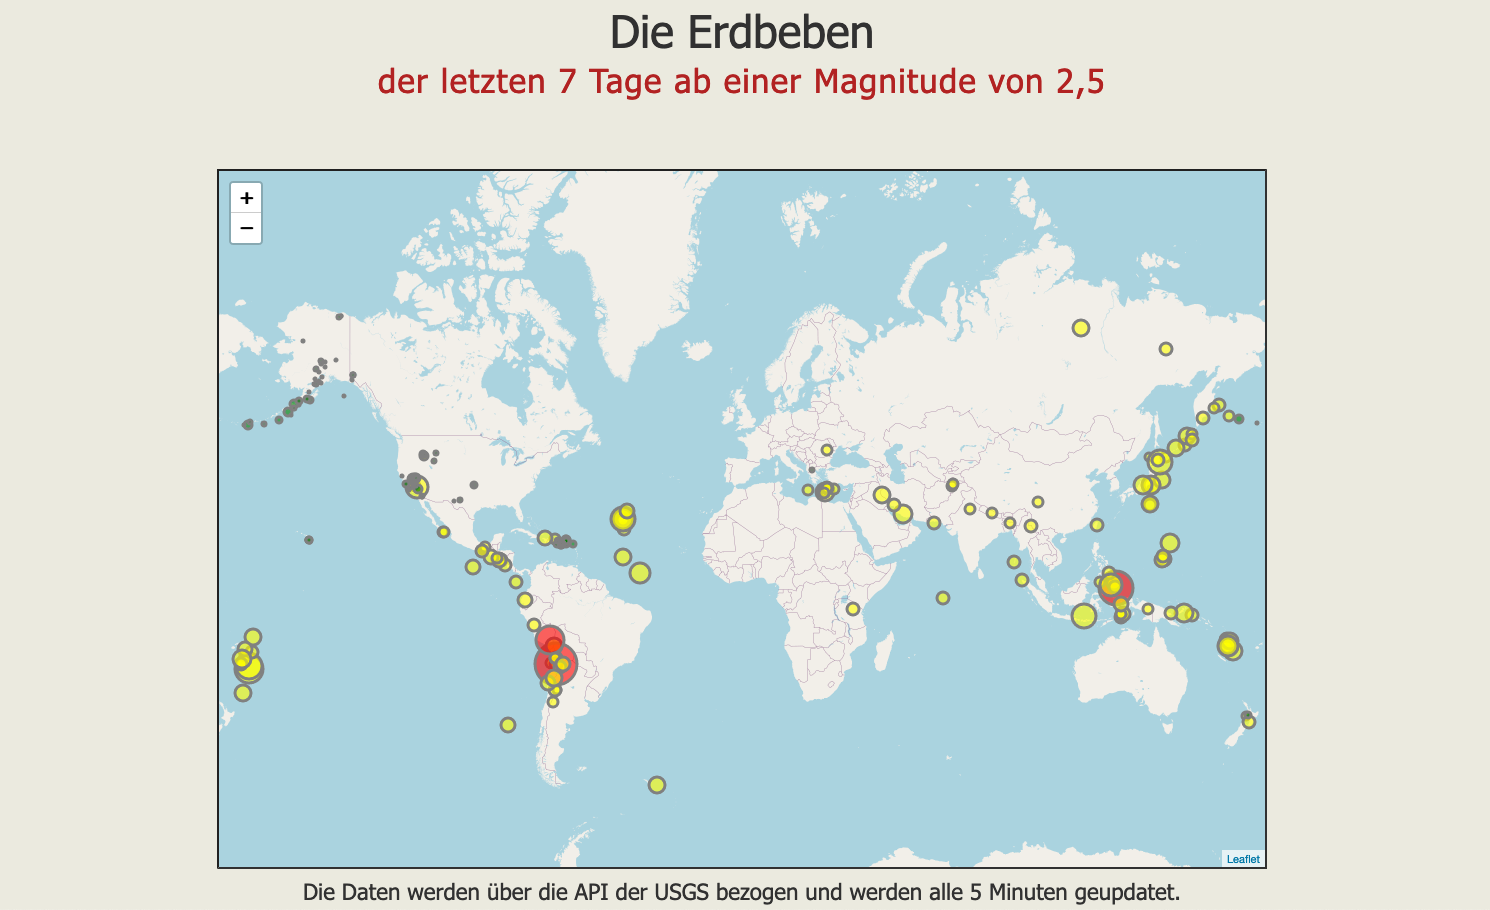 Die Erdbeben
der letzten 7 Tage ab einer Magnitude von 2,5
+
−
Leaflet
Die Daten werden über die API der USGS bezogen und werden alle 5 Minuten geupdatet.